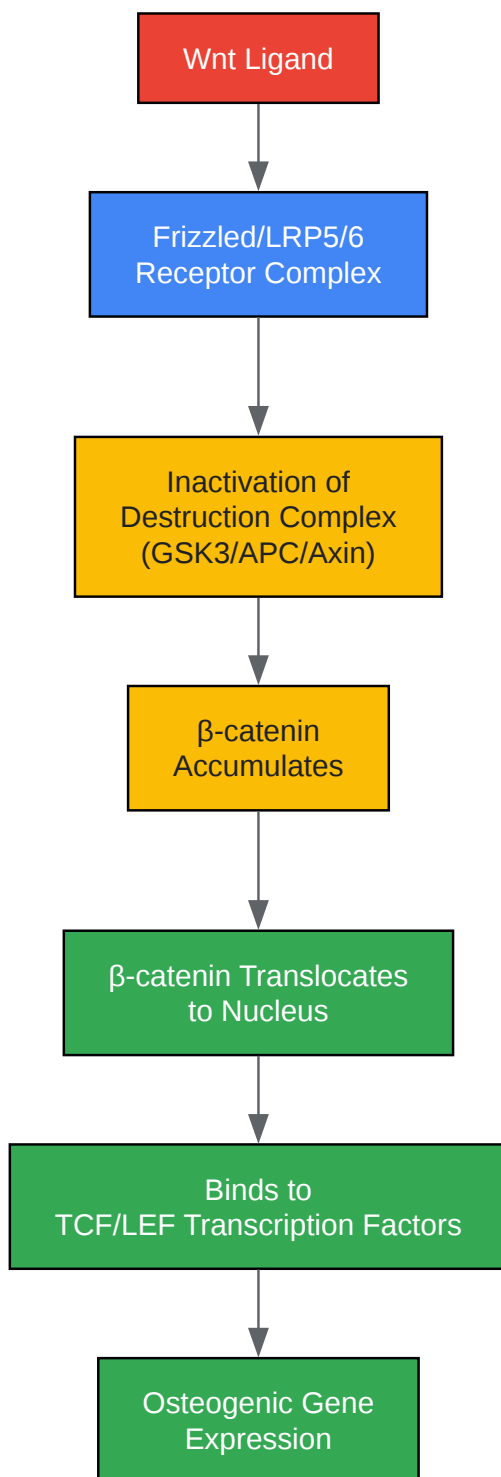 Wnt Ligand
Frizzled/LRP5/6
Receptor Complex
Inactivation of
Destruction Complex
(GSK3/APC/Axin)
β-catenin
Accumulates
β-catenin Translocates
to Nucleus
Binds to
TCF/LEF Transcription Factors
Osteogenic Gene
Expression